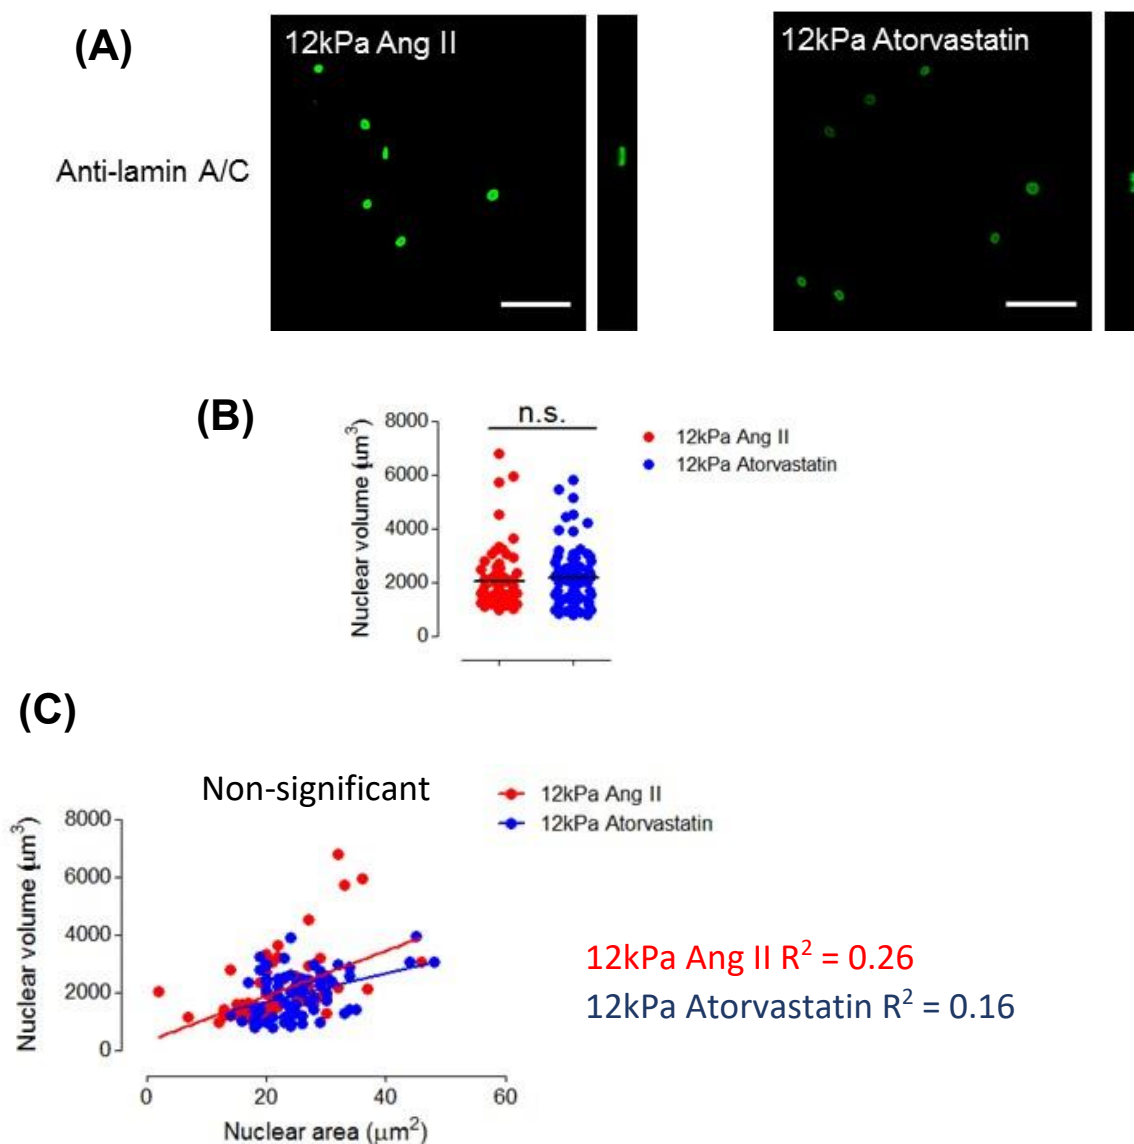 (A)
12kPa Ang II
12kPa Atorvastatin
Anti-lamin A/C
(B)
n.s.
8000
6000
4000
2000
0
Nuclear volume (μm³)
12kPa Ang II
12kPa Atorvastatin
(C)
Non-significant
12kPa Ang II
12kPa Atorvastatin
8000
6000
4000
2000
0
Nuclear volume (μm³)
0 20 40 60
Nuclear area (μm²)
12kPa Ang II R² = 0.26
12kPa Atorvastatin R² = 0.16